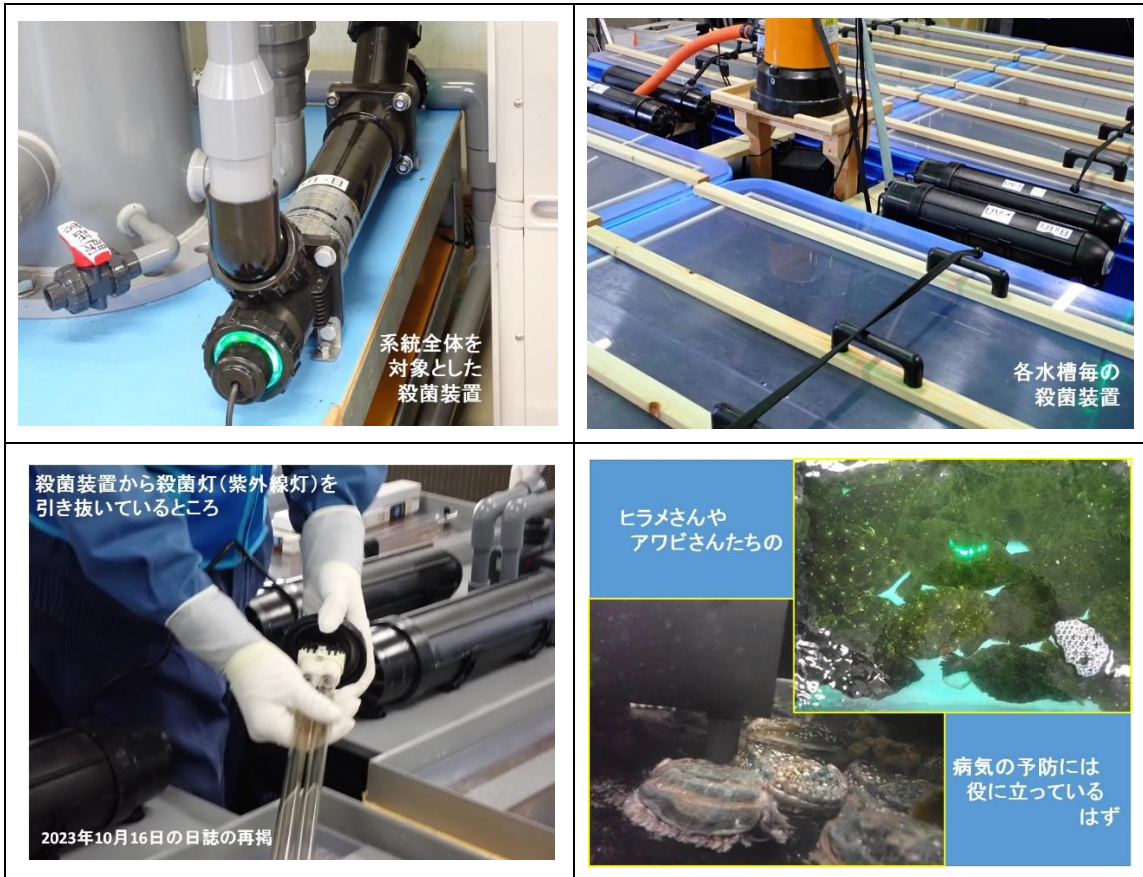 系統全体を
対象とした
殺菌装置
各水槽毎の
殺菌装置
殺菌装置から殺菌灯(紫外線灯)を
引き抜いているところ
2023年10月16日の日誌の再掲
ヒラメさんや
アワビさんたちの
病気の予防には
役に立っている
はず